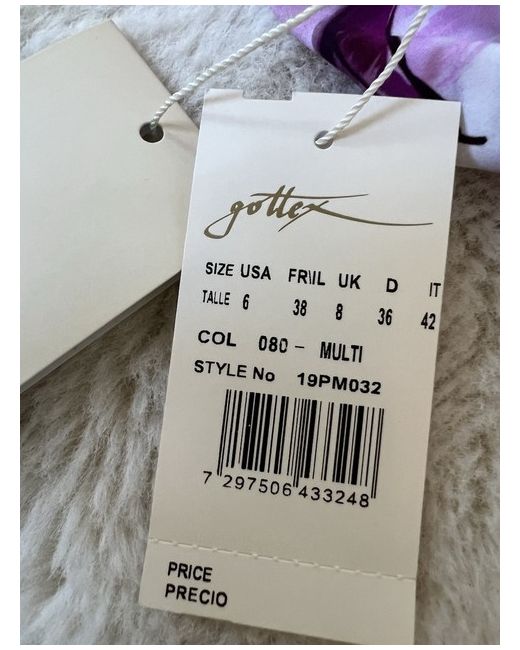 gottex
SIZE USA FR\IL UK D IT
TALLE 6 38 8 36 42
COL 080 - MULTI
STYLE No 19PM032
7 297506 433248
PRICE
PRECIO